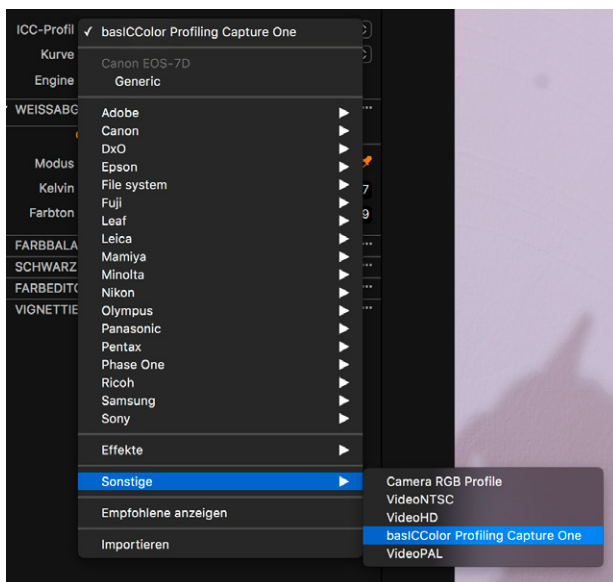 ICC-Profil ✓ basICColor Profiling Capture One
Kurve
Canon EOS-7D
Engine
Generic
WEISSABG
Adobe
Canon
DxO
Modus
Epson
Kelvin
File system
7
Fuji
Farbton
Leaf
9
Leica
FARBBALA
Mamiya
SCHWARZ
Minolta
FARBEDITO
Nikon
VIGNETTIE
Olympus
Panasonic
Pentax
Phase One
Ricoh
Samsung
Sony
Effekte
Sonstige
Camera RGB Profile
VideoNTSC
VideoHD
basICColor Profiling Capture One
VideoPAL
Empfohlene anzeigen
Importieren